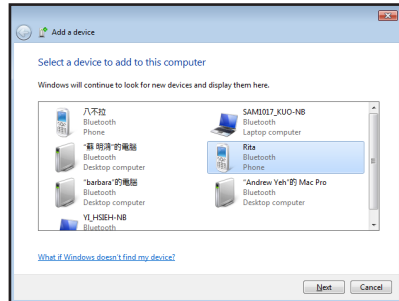 Add a device
Select a device to add to this computer
Windows will continue to look for new devices and display them here.
八不拉
Bluetooth
Phone
SAM1017_KUO-NB
Bluetooth
Laptop computer
"蘇 明鴻"的電腦
Bluetooth
Desktop computer
Rita
Bluetooth
Phone
"barbara"的電腦
Bluetooth
Desktop computer
"Andrew Yeh"的 Mac Pro
Bluetooth
Desktop computer
YI_HSIEH-NB
Bluetooth
What if Windows doesn't find my device?
Next
Cancel